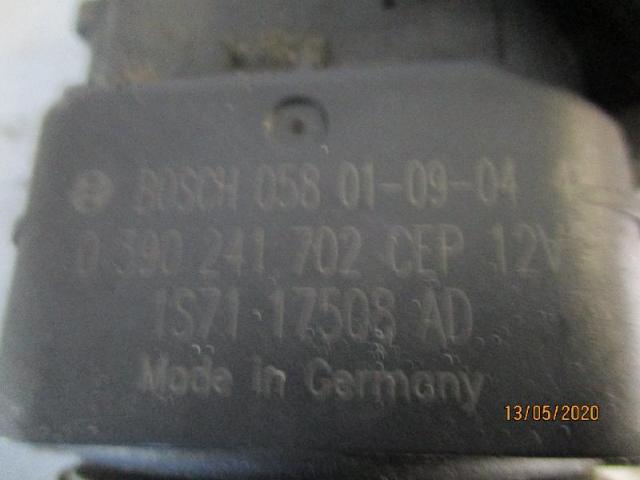 BOSCH 058 01-09-04
0 390 241 702 CEP 12V
1S71 17508 AD
Made in Germany
13/05/2020